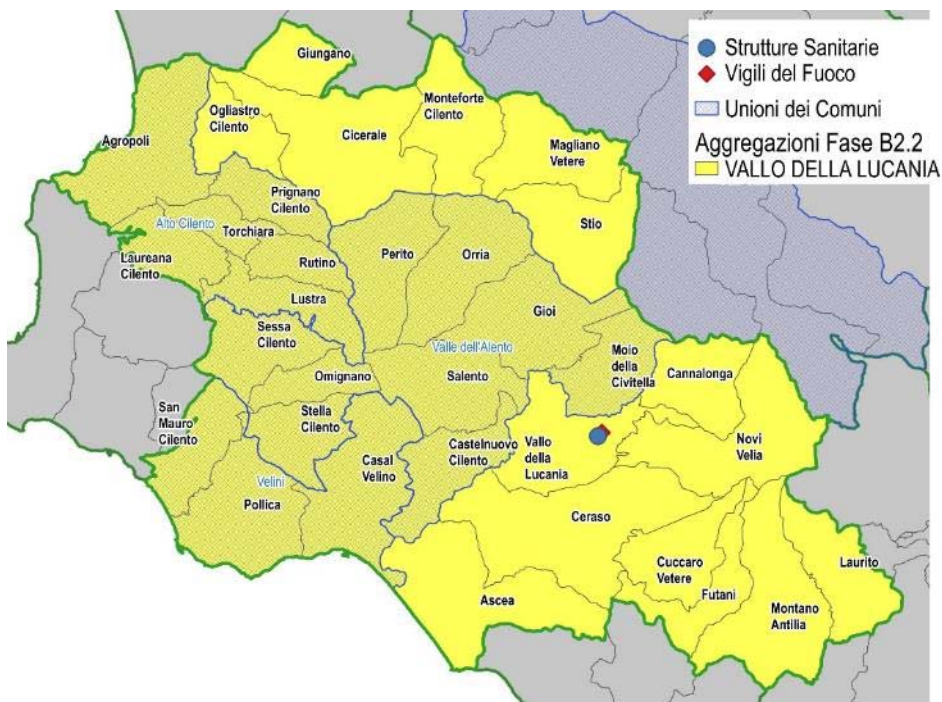 Strutture Sanitarie
Vigili del Fuoco
Unioni dei Comuni
Aggregazioni Fase B2.2
VALLO DELLA LUCANIA
Giungano
Ogliastro
Cilento
Monteforte
Cilento
Cicerale
Agropoli
Magliano
Vetere
Prignano
Cilento
Alto Cilento
Torchiara
Stio
Laureana
Cilento
Rutino
Perito
Orria
Lustra
Gioi
Sessa
Cilento
Valle dell'Alento
Moio
della
Civitella
Cannalonga
Omignano
Salento
San
Mauro
Cilento
Stella
Cilento
Castelnuovo
Cilento
Vallo
della
Lucania
Novi
Velia
Casal
Velino
Velini
Pollica
Ceraso
Cuccaro
Vetere
Futani
Laurito
Ascea
Montano
Antilia